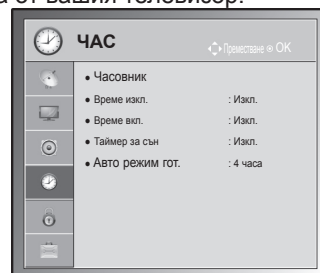 а от вашия телевизор.
ЧАС
Преместване OK
• Часовник
• Време изкл. : Изкл.
• Време вкл. : Изкл.
• Таймер за сън : Изкл.
• Авто режим гот. : 4 часа